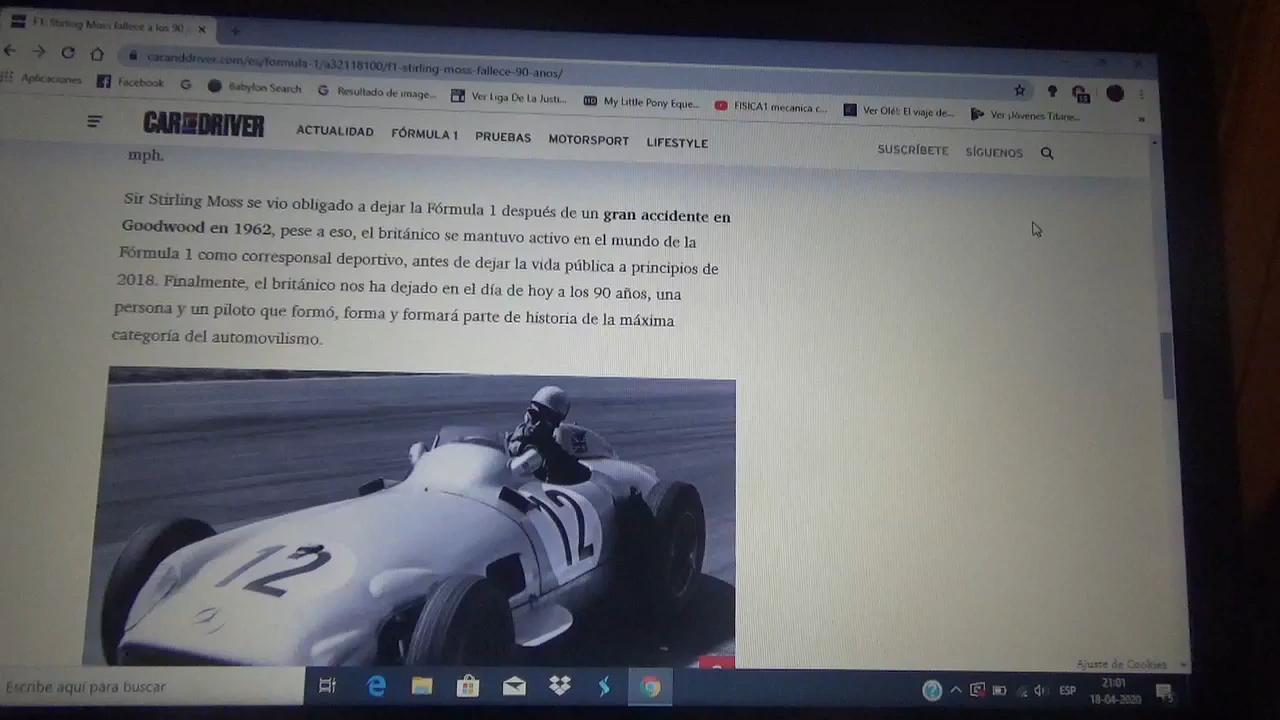 F1: Stirling Moss fallece a los 90
caranddriver.com/es/formula-1/a32118100/f1-stirling-moss-fallece-90-anos/
Aplicaciones Facebook Babylon Search Resultado de image... Ver Liga De La Justi... My Little Pony Eque... FISICA1 mecanica c... Ver Olé!: El viaje de... Ver ¡Jóvenes Titane... »
CAR and DRIVER ACTUALIDAD FÓRMULA 1 PRUEBAS MOTORSPORT LIFESTYLE SUSCRÍBETE SÍGUENOS
mph.
Sir Stirling Moss se vio obligado a dejar la Fórmula 1 después de un gran accidente en
Goodwood en 1962, pese a eso, el británico se mantuvo activo en el mundo de la
Fórmula 1 como corresponsal deportivo, antes de dejar la vida pública a principios de
2018. Finalmente, el británico nos ha dejado en el día de hoy a los 90 años, una
persona y un piloto que formó, forma y formará parte de historia de la máxima
categoría del automovilismo.
12
12
Ajuste de Cookies
Escribe aquí para buscar
ESP
21:01
18-04-2020